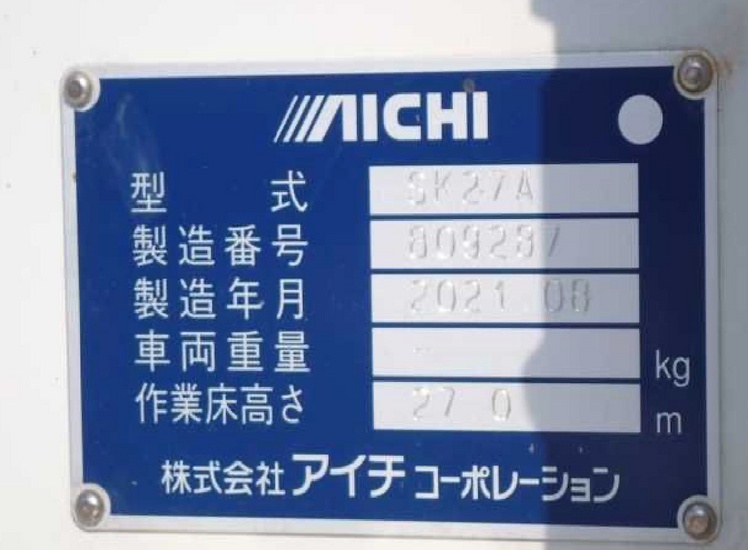 AICHI
型式 SK27A
製造番号 809287
製造年月 2021.08
車両重量 - kg
作業床高さ 27.0 m
株式会社アイチコーポレーション